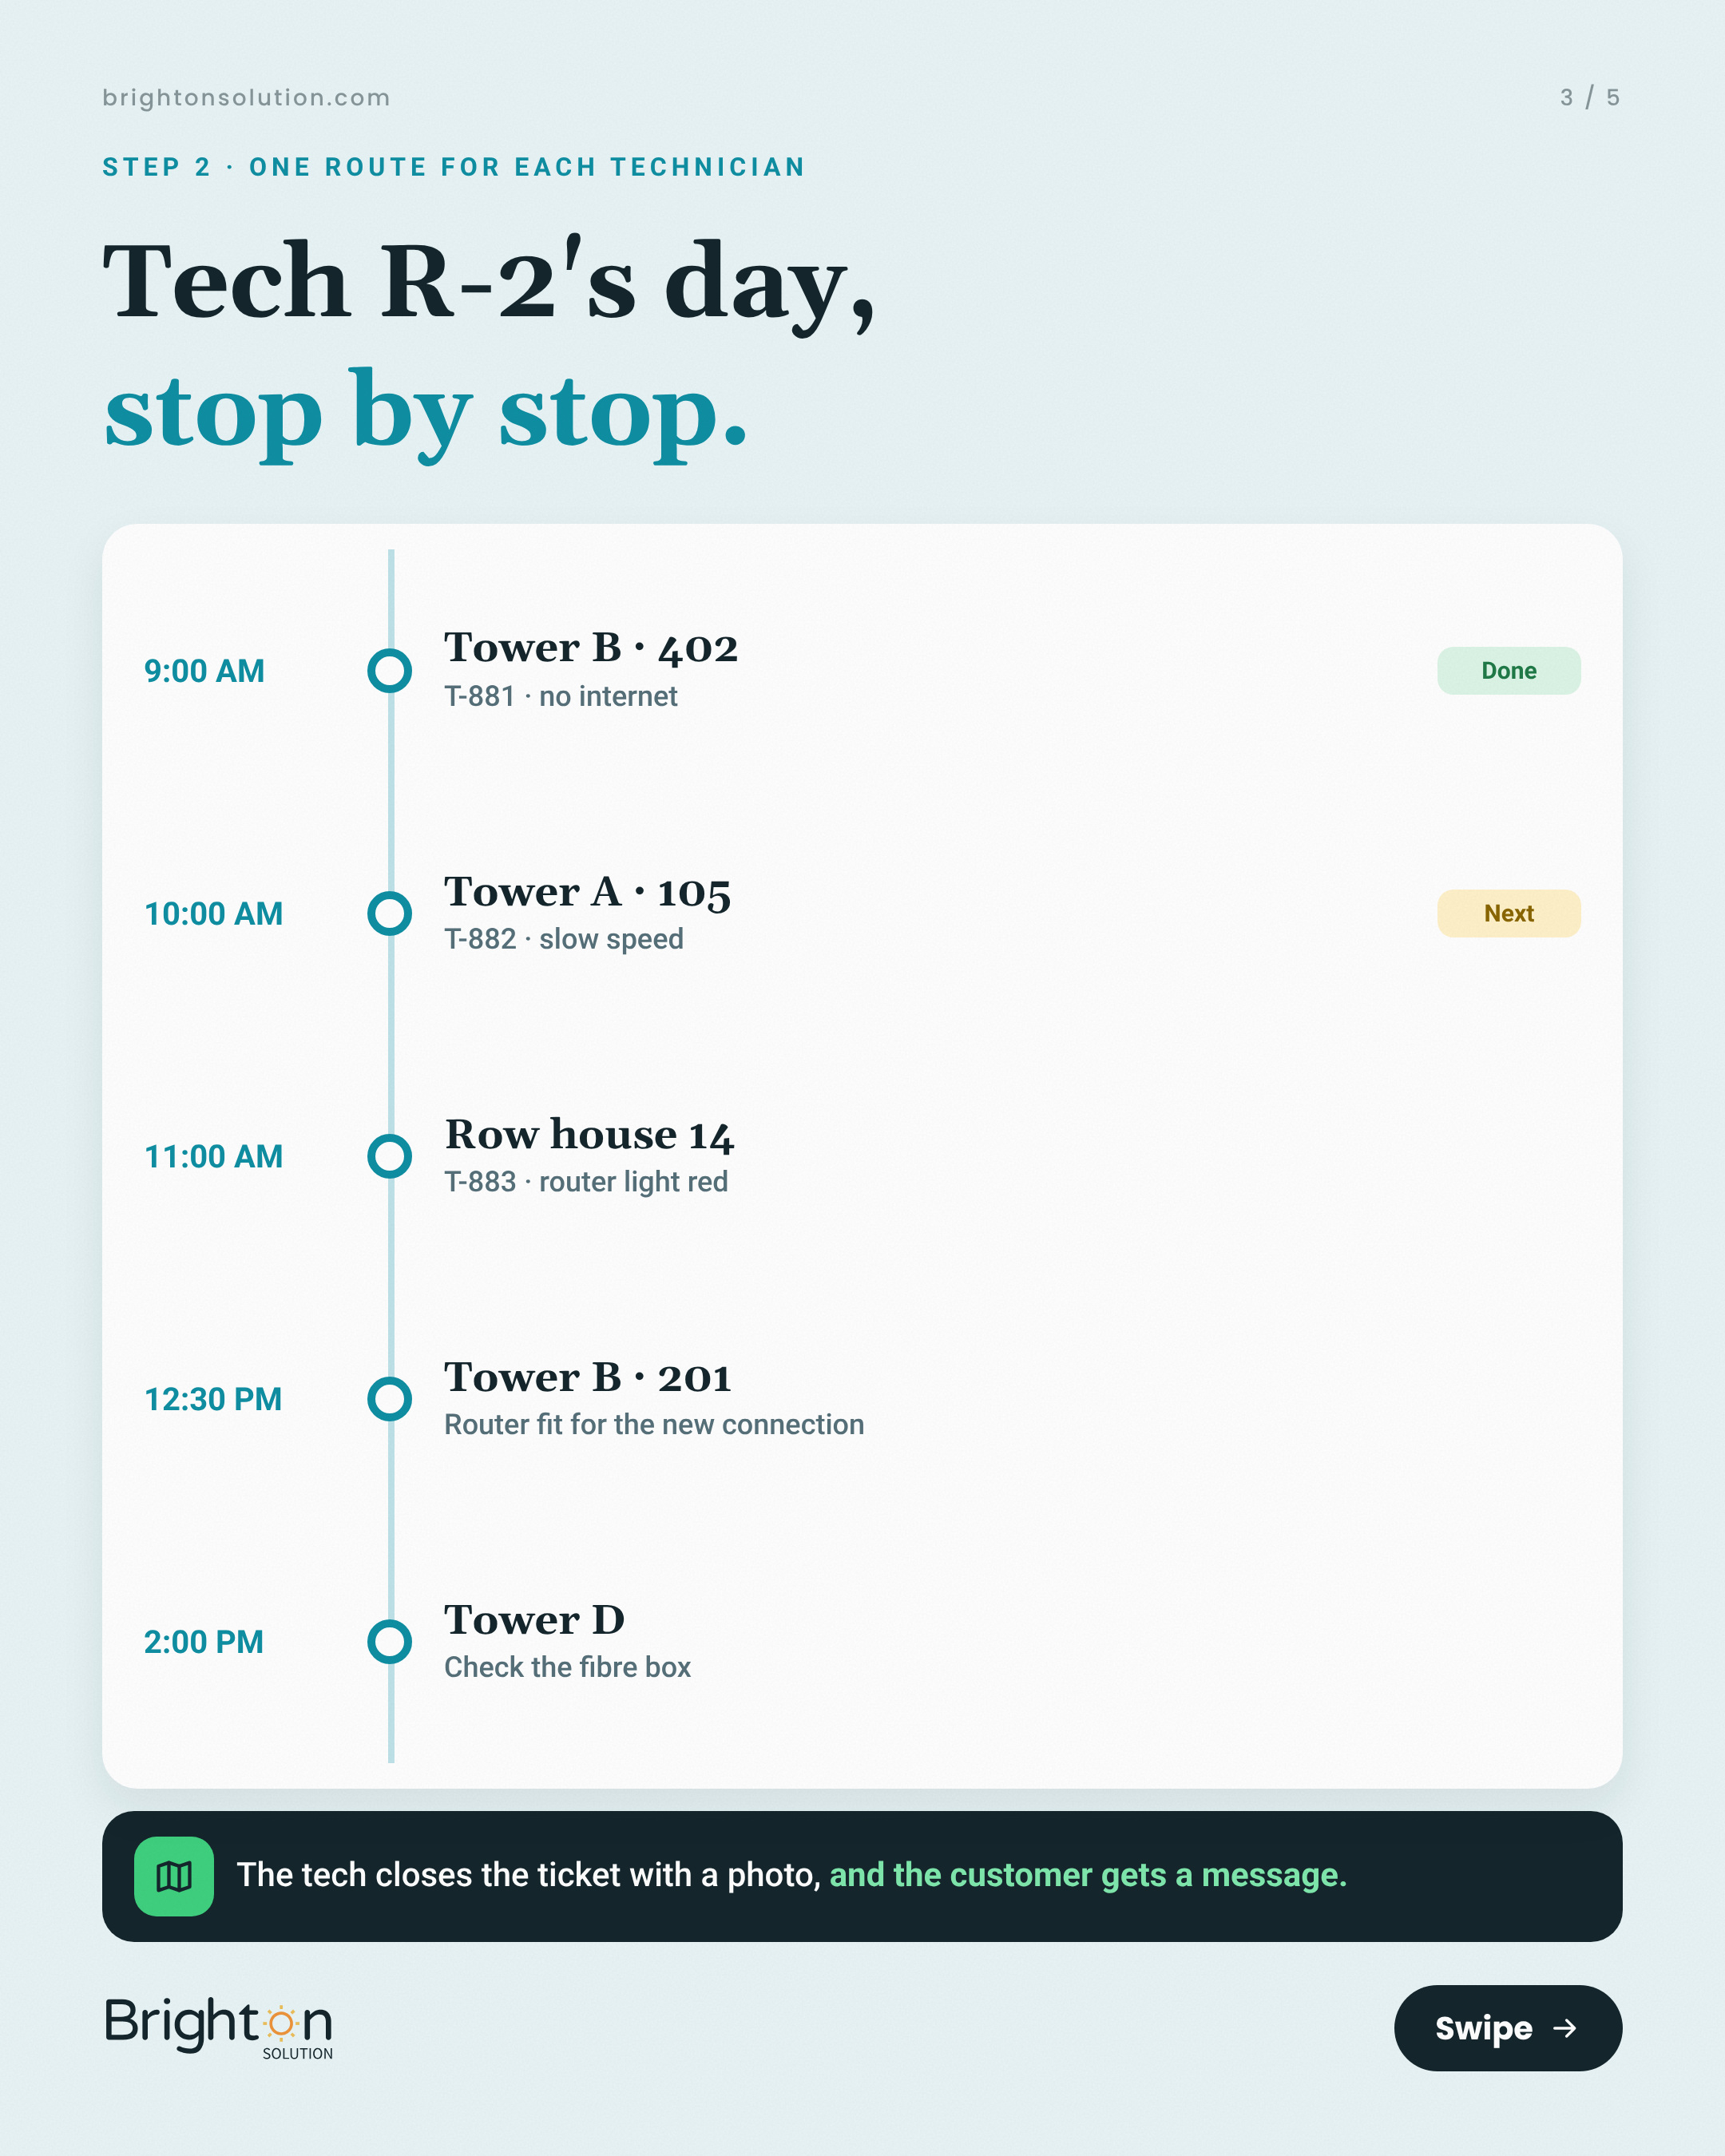 brightonsolution.com
3 / 5
STEP 2 · ONE ROUTE FOR EACH TECHNICIAN
Tech R-2's day,
stop by stop.
9:00 AM
Tower B · 402
T-881 · no internet
Done
10:00 AM
Tower A · 105
T-882 · slow speed
Next
11:00 AM
Row house 14
T-883 · router light red
12:30 PM
Tower B · 201
Router fit for the new connection
2:00 PM
Tower D
Check the fibre box
The tech closes the ticket with a photo, and the customer gets a message.
Brighton
SOLUTION
Swipe →